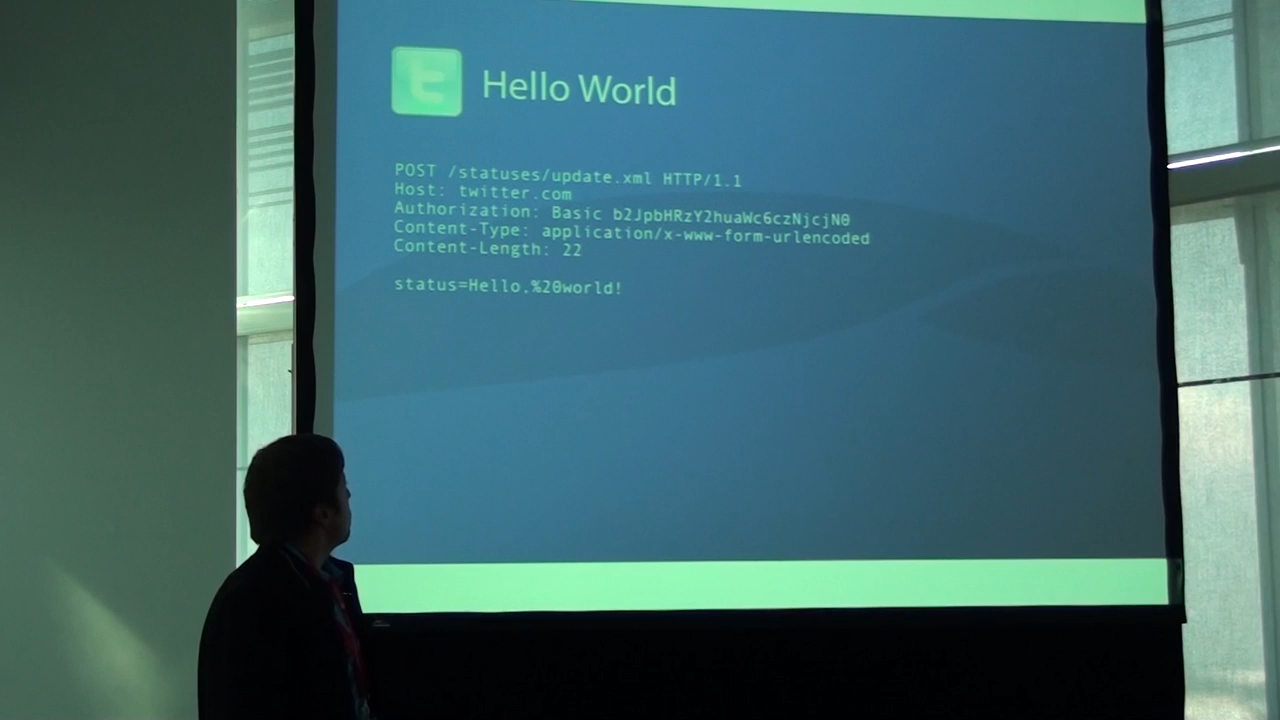 Hello World
POST /statuses/update.xml HTTP/1.1
Host: twitter.com
Authorization: Basic b2JpbHRzY2huaWc6czNjcjN0
Content-Type: application/x-www-form-urlencoded
Content-Length: 22
status=Hello,%20world!